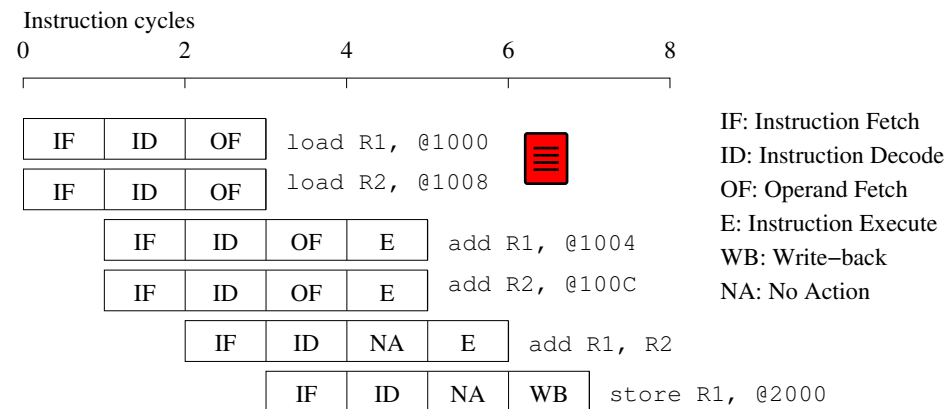 Instruction cycles
0 2 4 6 8
IF ID OF load R1, @1000
IF ID OF load R2, @1008
IF ID OF E add R1, @1004
IF ID OF E add R2, @100C
IF ID NA E add R1, R2
IF ID NA WB store R1, @2000
IF: Instruction Fetch
ID: Instruction Decode
OF: Operand Fetch
E: Instruction Execute
WB: Write−back
NA: No Action